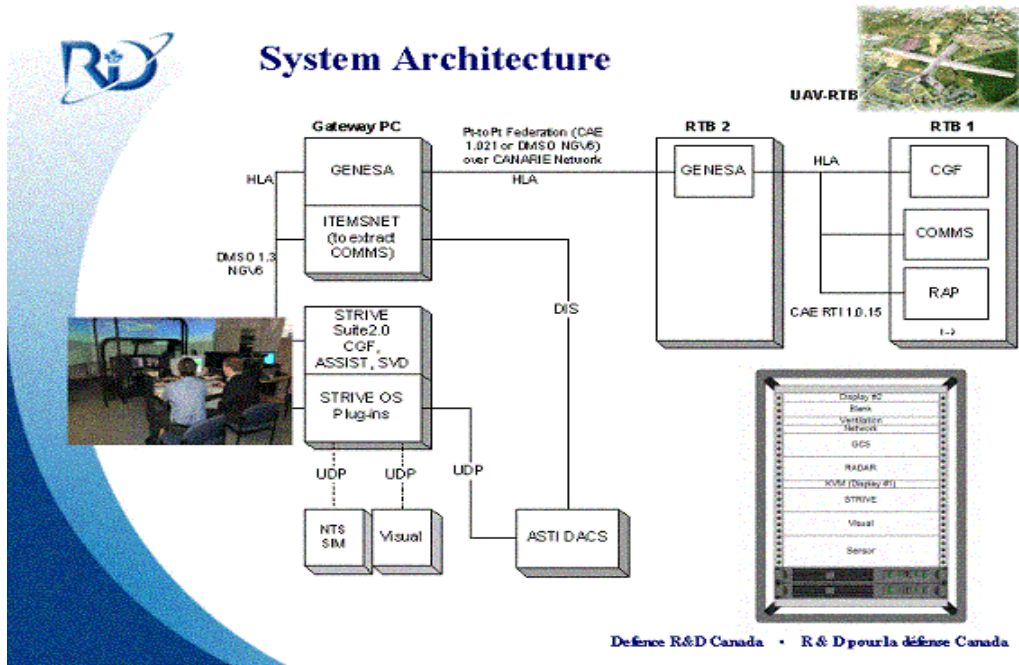 R&D
System Architecture
UAV-RTB
Gateway PC
Pt-to-Pt Federation (CAE
1.021 or DMSO NGV6)
over CANARIE Network
HLA
RTB 2
RTB 1
HLA
GENESA
HLA
GENESA
CGF
ITEMSNET
(to extract
COMMS)
COMMS
DMSO 1.3
NGV6
RAP
DIS
CAE RTI 1.0.15
STRIVE
Suite2.0
CGF,
ASSIST, SVD
STRIVE OS
Plug-ins
UDP
UDP
UDP
NTS
SIM
Visual
ASTI DACS
Display #2
Blank
Ventilation
Network
GCS
RADAR
KVM (Display #1)
STRIVE
Visual
Sensor
Defence R&D Canada • R & D pour la défense Canada